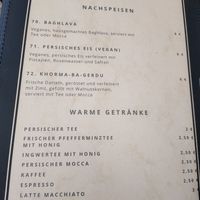 NACHSPEISEN
70. BAGHLAVA
Veganes, hausgemachtes Baghlava, serviert mit
Tee oder Mocca
71. PERSISCHES EIS (VEGAN)
Veganes, persisches Eis verfeinert mit
Pistazien, Rosenwasser und Safran
72. KHORMA-BA-GERDU
Frische Datteln, geröstet und verfeinert
mit Zimt, gefüllt mit Walnusskernen,
serviert mit Tee oder Mocca
WARME GETRÄNKE
PERSISCHER TEE
FRISCHER PFEFFERMINZTEE
MIT HONIG
INGWERTEE MIT HONIG
PERSISCHER MOCCA
KAFFEE
ESPRESSO
LATTE MACCHIATO